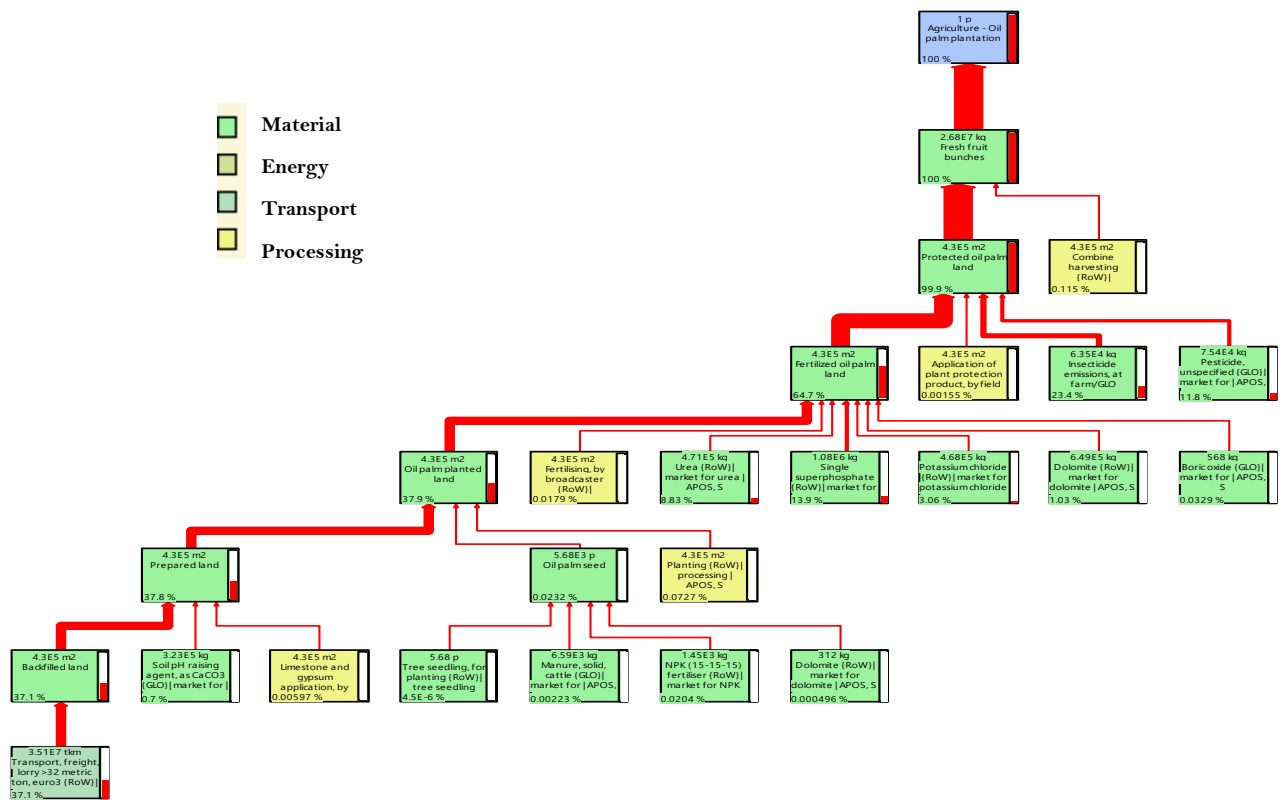 1 p
Agriculture - Oil
palm plantation
100 %
Material
Energy
Transport
Processing
2.68E7 kg
Fresh fruit
bunches
100 %
4.3E5 m2
Protected oil palm
land
99.9 %
4.3E5 m2
Combine
harvesting
{RoW}|
0.115 %
4.3E5 m2
Fertilized oil palm
land
64.7 %
4.3E5 m2
Application of
plant protection
product, by field
0.00155 %
6.35E4 kg
Insecticide
emissions, at
farm/GLO
23.4 %
7.54E4 kg
Pesticide,
unspecified {GLO}|
market for | APOS,
11.8 %
4.3E5 m2
Oil palm planted
land
37.9 %
4.3E5 m2
Fertilising, by
broadcaster
{RoW}|
0.0179 %
4.71E5 kg
Urea {RoW}|
market for urea |
APOS, S
8.83 %
1.08E6 kg
Single
superphosphate
{RoW}| market for
13.9 %
4.68E5 kg
Potassium chloride
{RoW}| market for
potassium chloride
3.06 %
6.49E5 kg
Dolomite {RoW}|
market for
dolomite | APOS, S
1.03 %
568 kg
Boric oxide {GLO}|
market for | APOS,
S
0.0329 %
4.3E5 m2
Prepared land
37.8 %
5.68E3 p
Oil palm seed
0.0232 %
4.3E5 m2
Planting {RoW}|
processing |
APOS, S
0.0727 %
4.3E5 m2
Backfilled land
37.1 %
3.23E5 kg
Soil pH raising
agent, as CaCO3
{GLO}| market for |
0.7 %
4.3E5 m2
Limestone and
gypsum
application, by
0.00597 %
5.68 p
Tree seedling, for
planting {RoW}|
tree seedling
4.5E-6 %
6.59E3 kg
Manure, solid,
cattle {GLO}|
market for | APOS,
0.00223 %
1.45E3 kg
NPK (15-15-15)
fertiliser {RoW}|
market for NPK
0.0204 %
312 kg
Dolomite {RoW}|
market for
dolomite | APOS, S
0.000496 %
3.51E7 tkm
Transport, freight,
lorry >32 metric
ton, euro3 {RoW}|
37.1 %